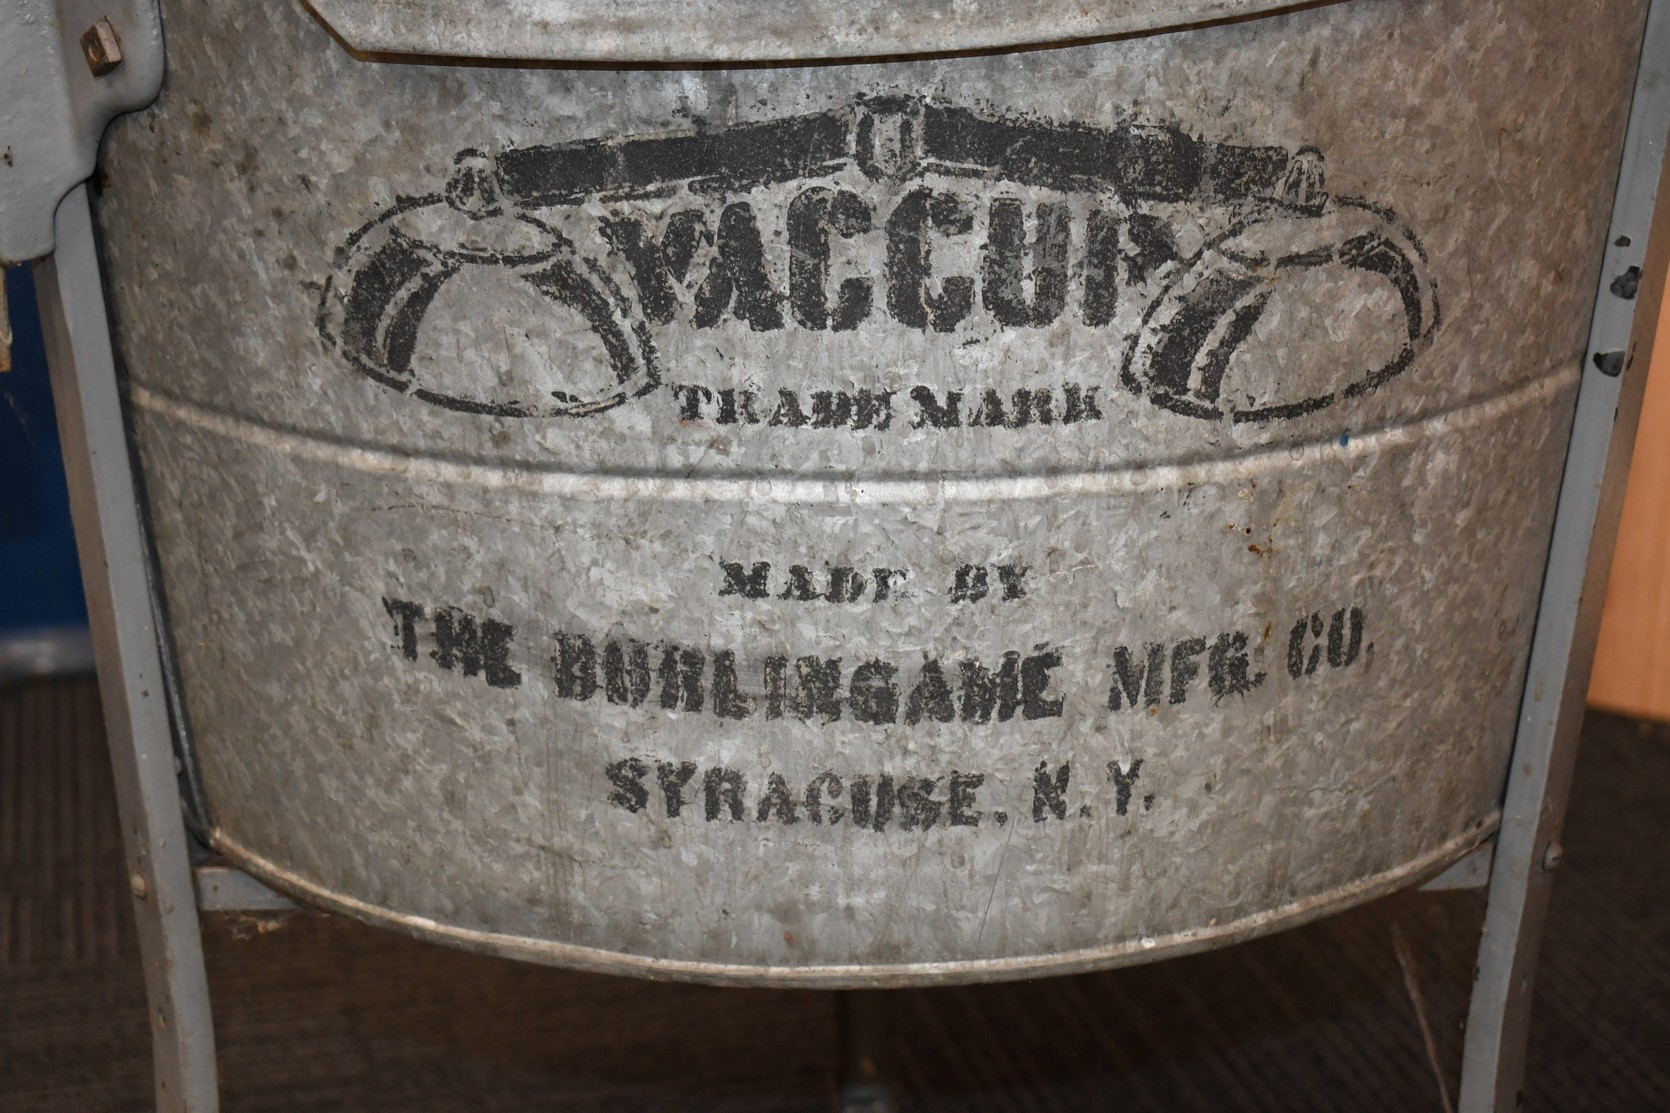 VACCUM
TRADE MARK
MADE BY
THE BURLINGAME MFG. CO.
SYRACUSE, N.Y.